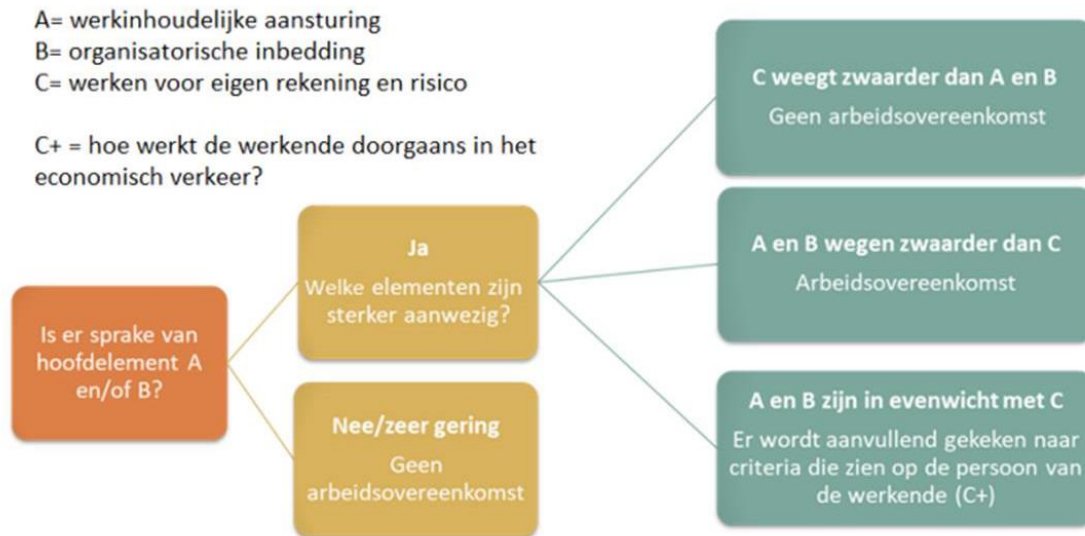 A= werkinhoudelijke aansturing
B= organisatorische inbedding
C= werken voor eigen rekening en risico
C+ = hoe werkt de werkende doorgaans in het
economisch verkeer?
Is er sprake van
hoofdelement A
en/of B?
Ja
Welke elementen zijn
sterker aanwezig?
Nee/zeer gering
Geen
arbeidsovereenkomst
C weegt zwaarder dan A en B
Geen arbeidsovereenkomst
A en B wegen zwaarder dan C
Arbeidsovereenkomst
A en B zijn in evenwicht met C
Er wordt aanvullend gekeken naar
criteria die zien op de persoon van
de werkende (C+)